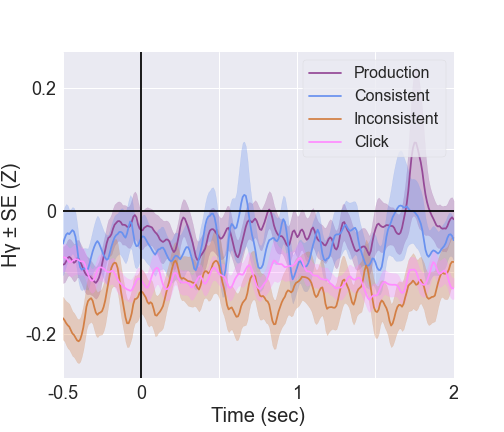 Production
Consistent
Inconsistent
Click
0.2
0
-0.2
Hγ ± SE (Z)
-0.5
0
1
2
Time (sec)